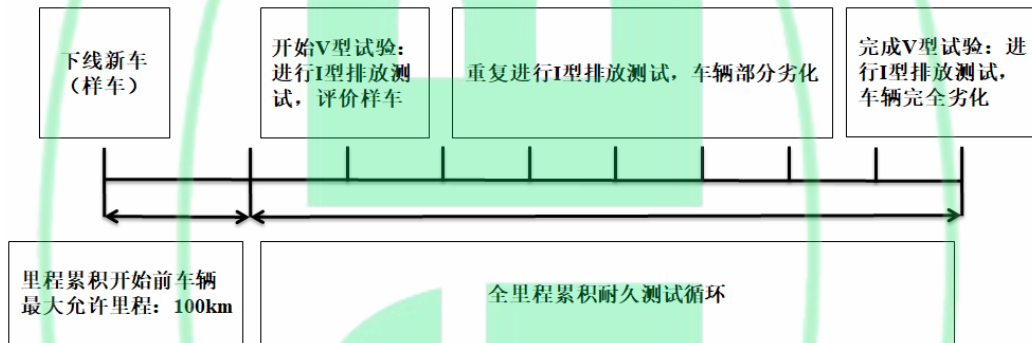 下线新车
（样车）
开始V型试验：
进行I型排放测
试，评价样车
重复进行I型排放测试，车辆部分劣化
完成V型试验：进
行I型排放测试，
车辆完全劣化
里程累积开始前车辆
最大允许里程：100km
全里程累积耐久测试循环